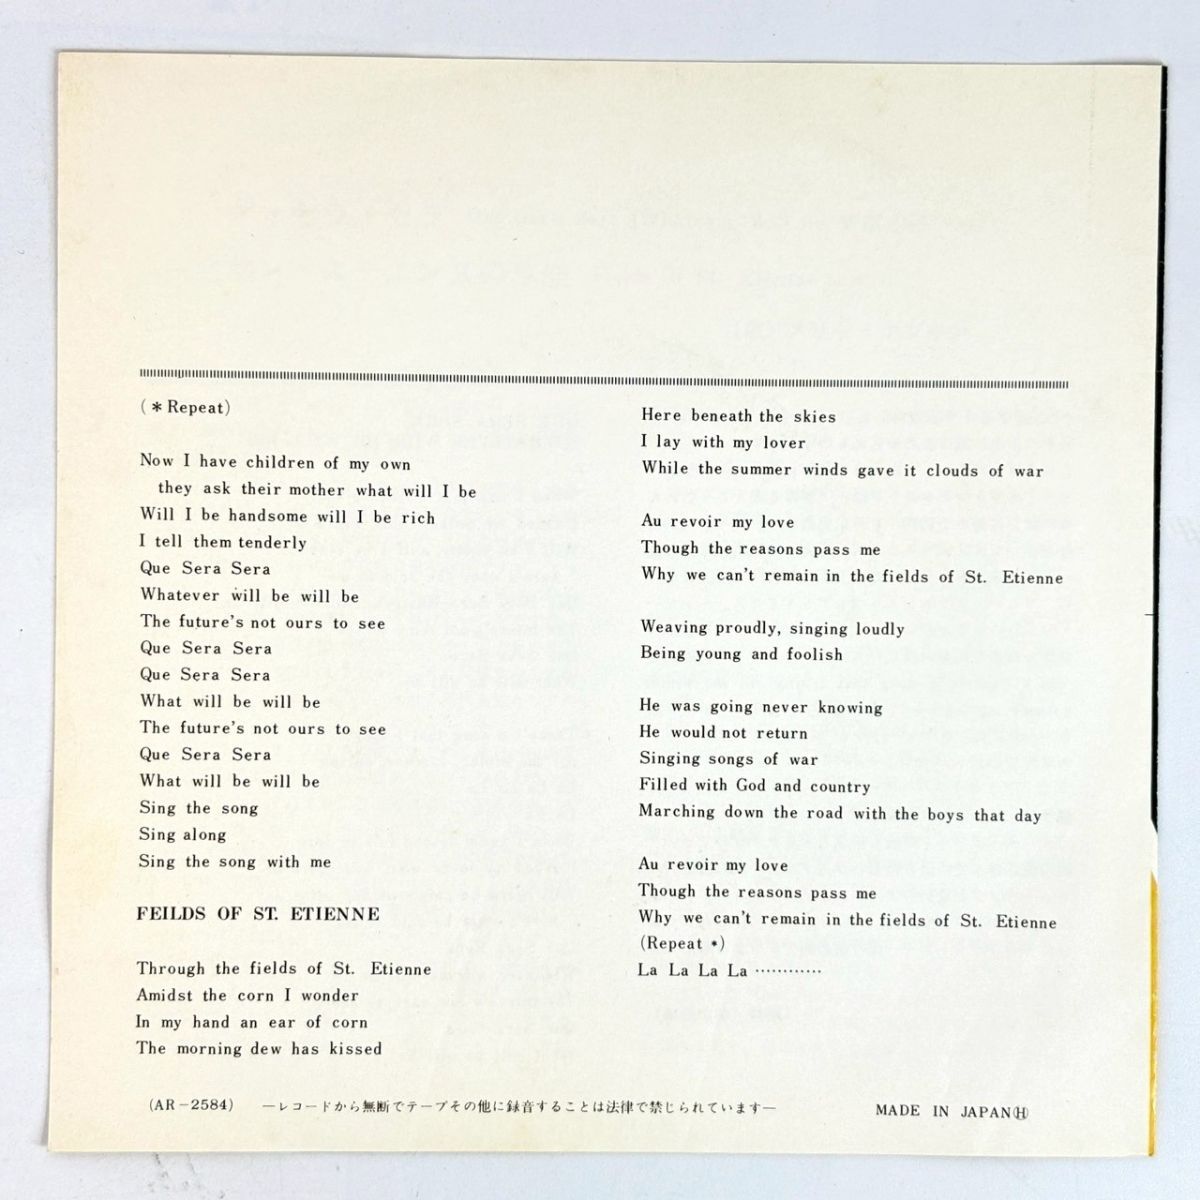 (＊Repeat)
Now I have children of my own
they ask their mother what will I be
Will I be handsome will I be rich
I tell them tenderly
Que Sera Sera
Whatever will be will be
The future's not ours to see
Que Sera Sera
Que Sera Sera
What will be will be
The future's not ours to see
Que Sera Sera
What will be will be
Sing the song
Sing along
Sing the song with me
FEILDS OF ST. ETIENNE
Through the fields of St. Etienne
Amidst the corn I wonder
In my hand an ear of corn
The morning dew has kissed
Here beneath the skies
I lay with my lover
While the summer winds gave it clouds of war
Au revoir my love
Though the reasons pass me
Why we can't remain in the fields of St. Etienne
Weaving proudly, singing loudly
Being young and foolish
He was going never knowing
He would not return
Singing songs of war
Filled with God and country
Marching down the road with the boys that day
Au revoir my love
Though the reasons pass me
Why we can't remain in the fields of St. Etienne
(Repeat ＊)
La La La La …………
(AR－2584) ―レコードから無断でテープその他に録音することは法律で禁じられています― MADE IN JAPANⒽ